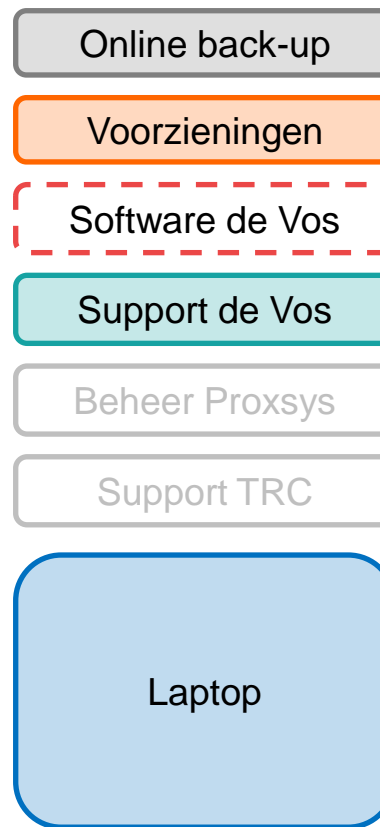 Online back-up
Voorzieningen
Software de Vos
Support de Vos
Beheer Proxsys
Support TRC
Laptop